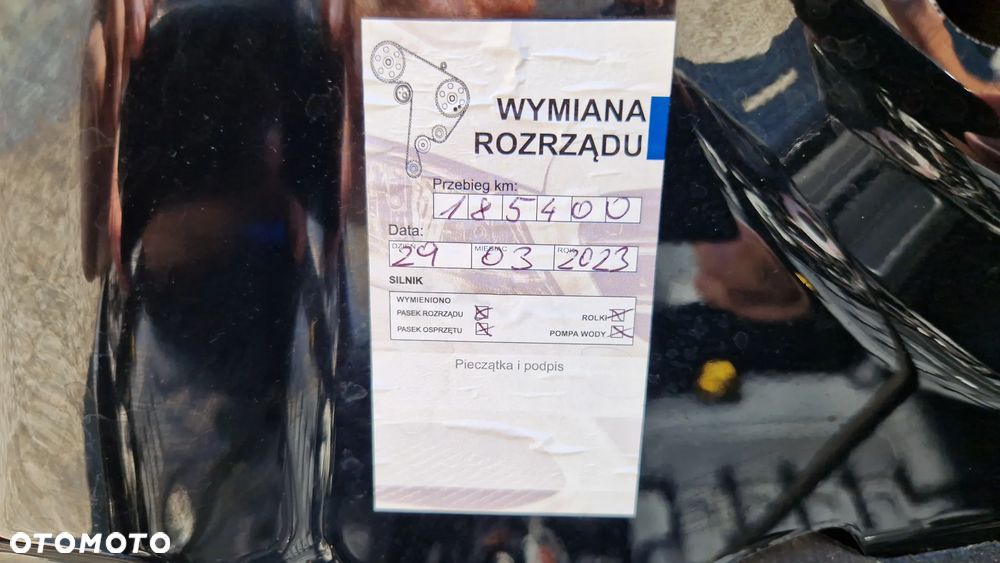 WYMIANA
ROZRZĄDU
Przebieg km:
185400
Data:
DZIEŃ MIESIĄC ROK
29 03 2023
SILNIK
WYMIENIONO
PASEK ROZRZĄDU ROLKI
PASEK OSPRZĘTU POMPA WODY
Pieczątka i podpis
OTOMOTO